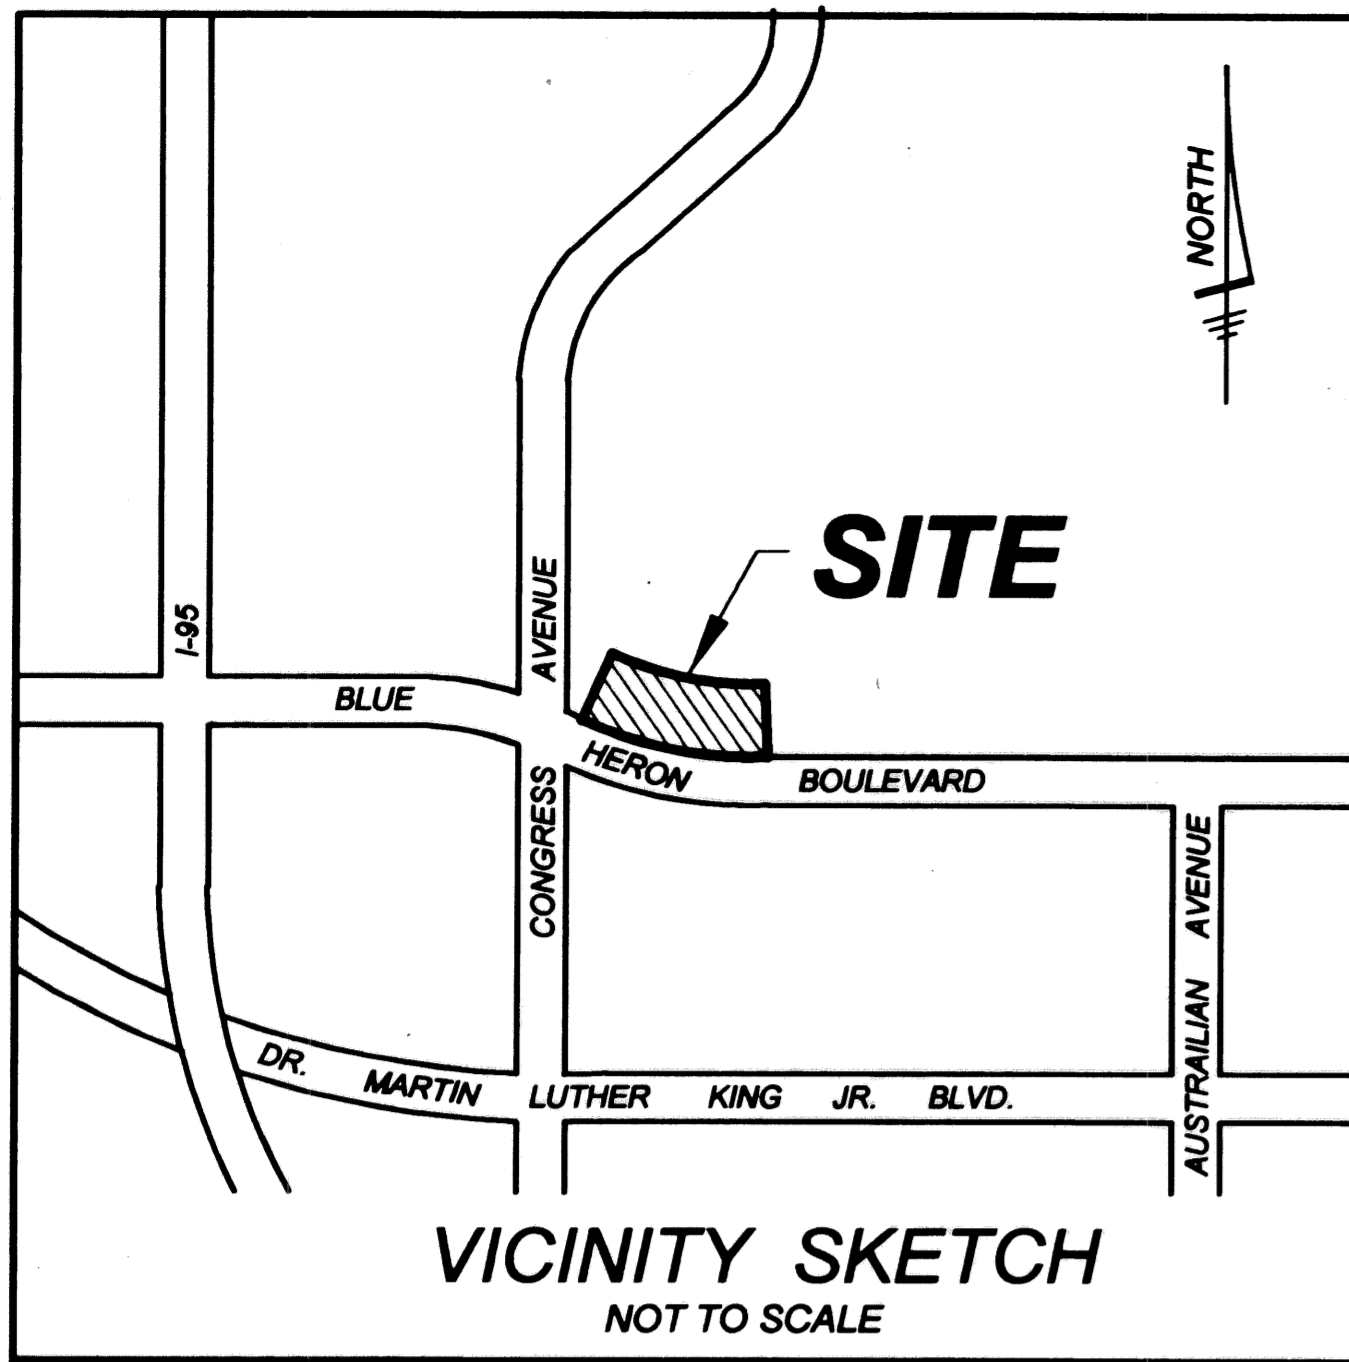 NORTH
SITE
I-95
BLUE HERON BOULEVARD
CONGRESS AVENUE
AUSTRAILIAN AVENUE
DR. MARTIN LUTHER KING JR. BLVD.
VICINITY SKETCH
NOT TO SCALE